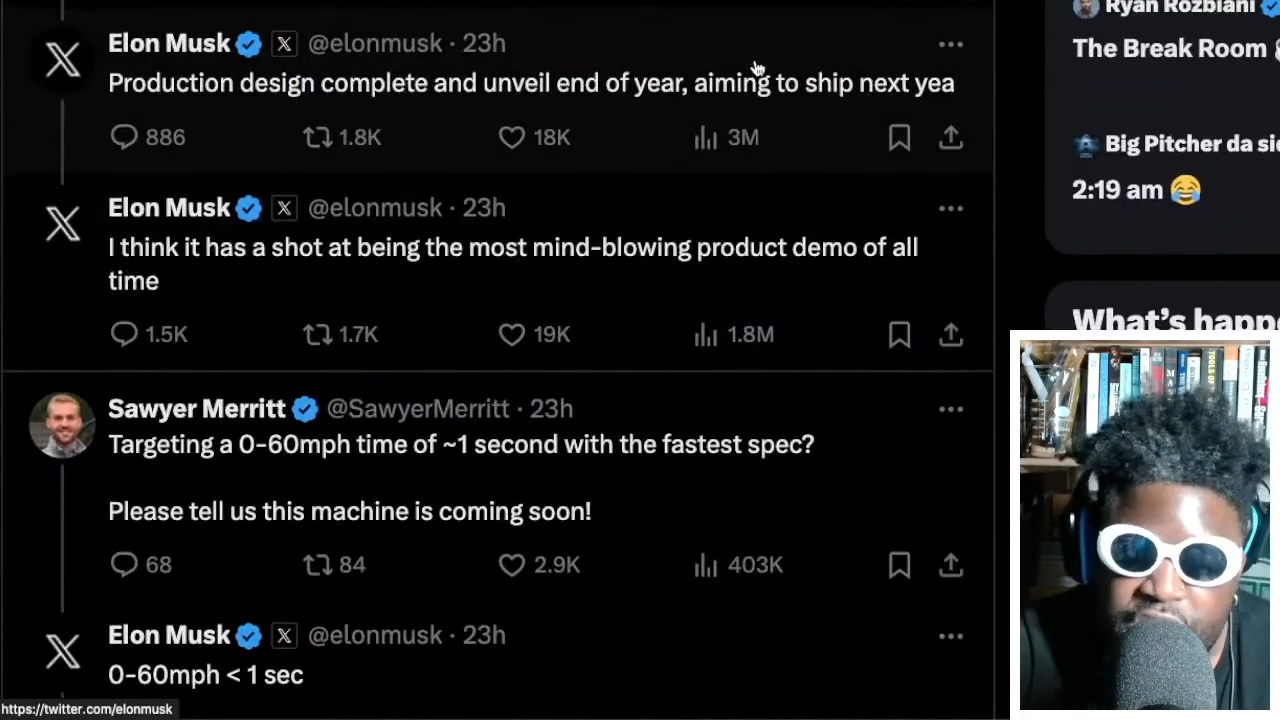 Elon Musk @elonmusk · 23h
Production design complete and unveil end of year, aiming to ship next yea
886 1.8K 18K 3M
Elon Musk @elonmusk · 23h
I think it has a shot at being the most mind-blowing product demo of all
time
1.5K 1.7K 19K 1.8M
Sawyer Merritt @SawyerMerritt · 23h
Targeting a 0-60mph time of ~1 second with the fastest spec?
Please tell us this machine is coming soon!
68 84 2.9K 403K
Elon Musk @elonmusk · 23h
0-60mph < 1 sec
https://twitter.com/elonmusk
Ryan Rozbiani
The Break Room
Big Pitcher da sid
2:19 am 😂
What's happe
TOOLS OF